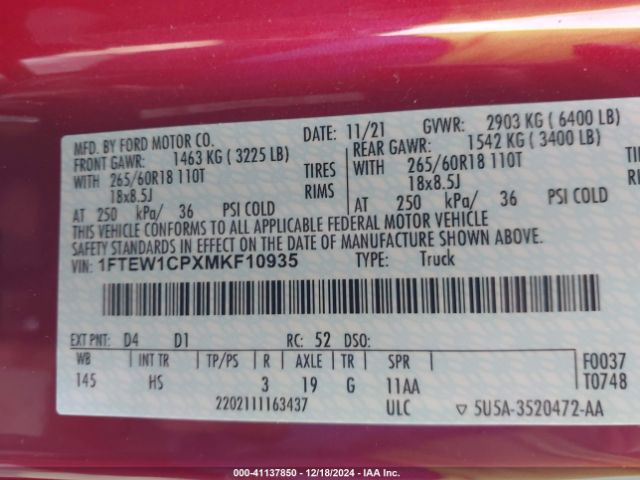 MFD. BY FORD MOTOR CO.
DATE: 11/21 GVWR: 2903 KG ( 6400 LB)
FRONT GAWR: 1463 KG ( 3225 LB) REAR GAWR: 1542 KG ( 3400 LB)
WITH 265/60R18 110T TIRES WITH 265/60R18 110T TIRES
18x8.5J RIMS 18x8.5J RIMS
AT 250 kPa/ 36 PSI COLD AT 250 kPa/ 36 PSI COLD
THIS VEHICLE CONFORMS TO ALL APPLICABLE FEDERAL MOTOR VEHICLE
SAFETY STANDARDS IN EFFECT ON THE DATE OF MANUFACTURE SHOWN ABOVE.
VIN: 1FTEW1CPXMKF10935 TYPE: Truck
EXT PNT: D4 D1 RC: 52 DSO:
WB INT TR TP/PS R AXLE TR SPR F0037
145 HS 3 19 G 11AA T0748
2202111163437 ULC ▽ 5U5A-3520472-AA
000-41137850 - 12/18/2024 - IAA Inc.